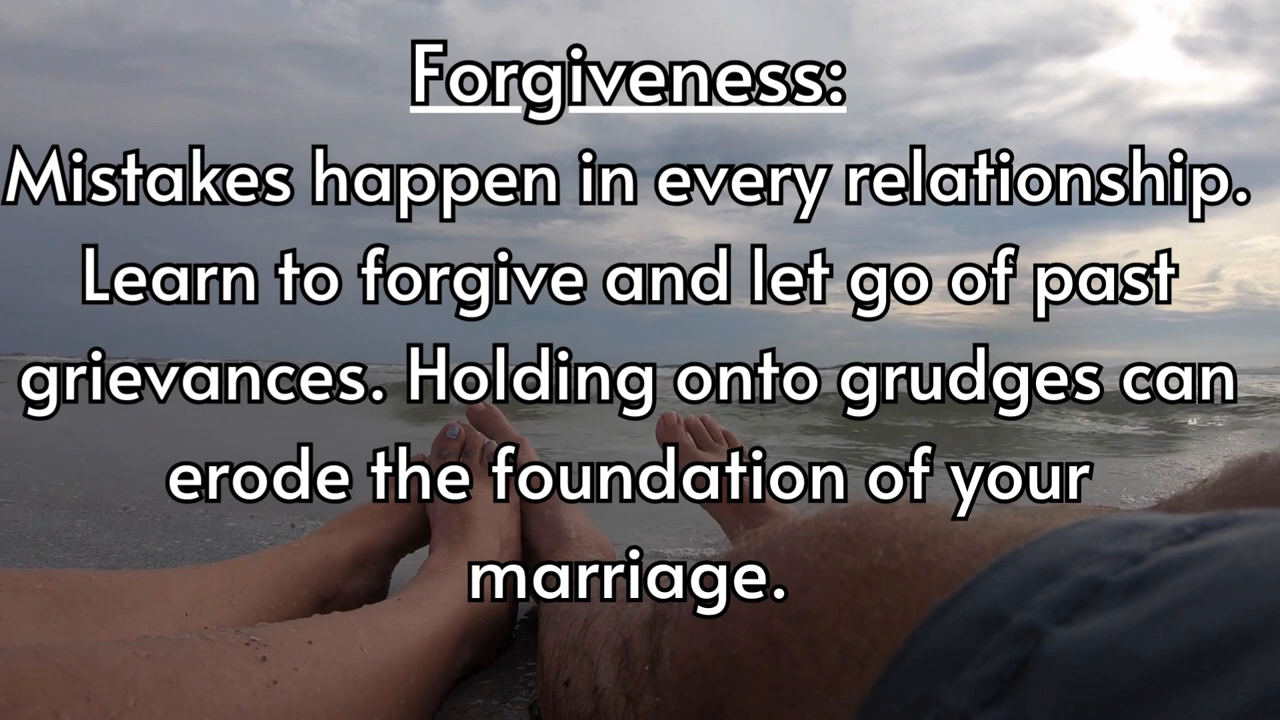 Forgiveness:
Mistakes happen in every relationship.
Learn to forgive and let go of past
grievances. Holding onto grudges can
erode the foundation of your
marriage.